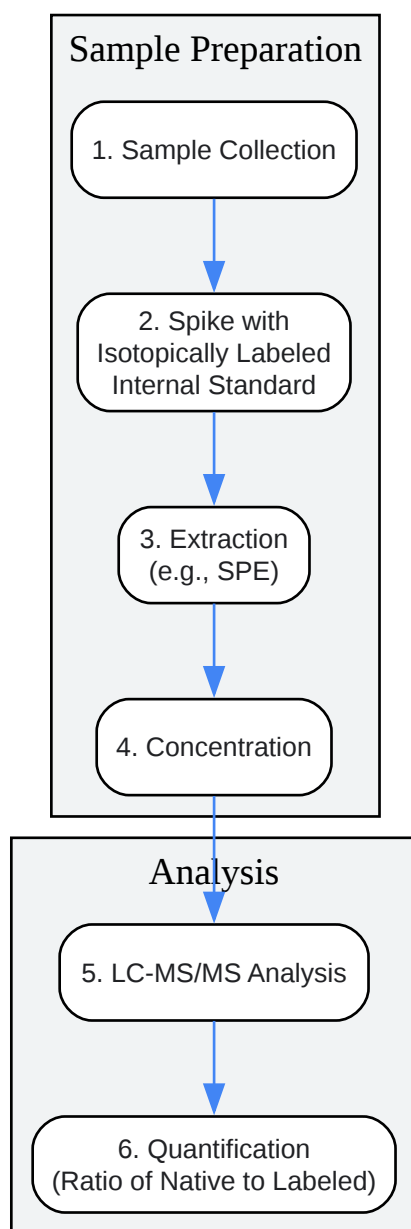 Sample Preparation
1. Sample Collection
2. Spike with
Isotopically Labeled
Internal Standard
3. Extraction
(e.g., SPE)
4. Concentration
Analysis
5. LC-MS/MS Analysis
6. Quantification
(Ratio of Native to Labeled)